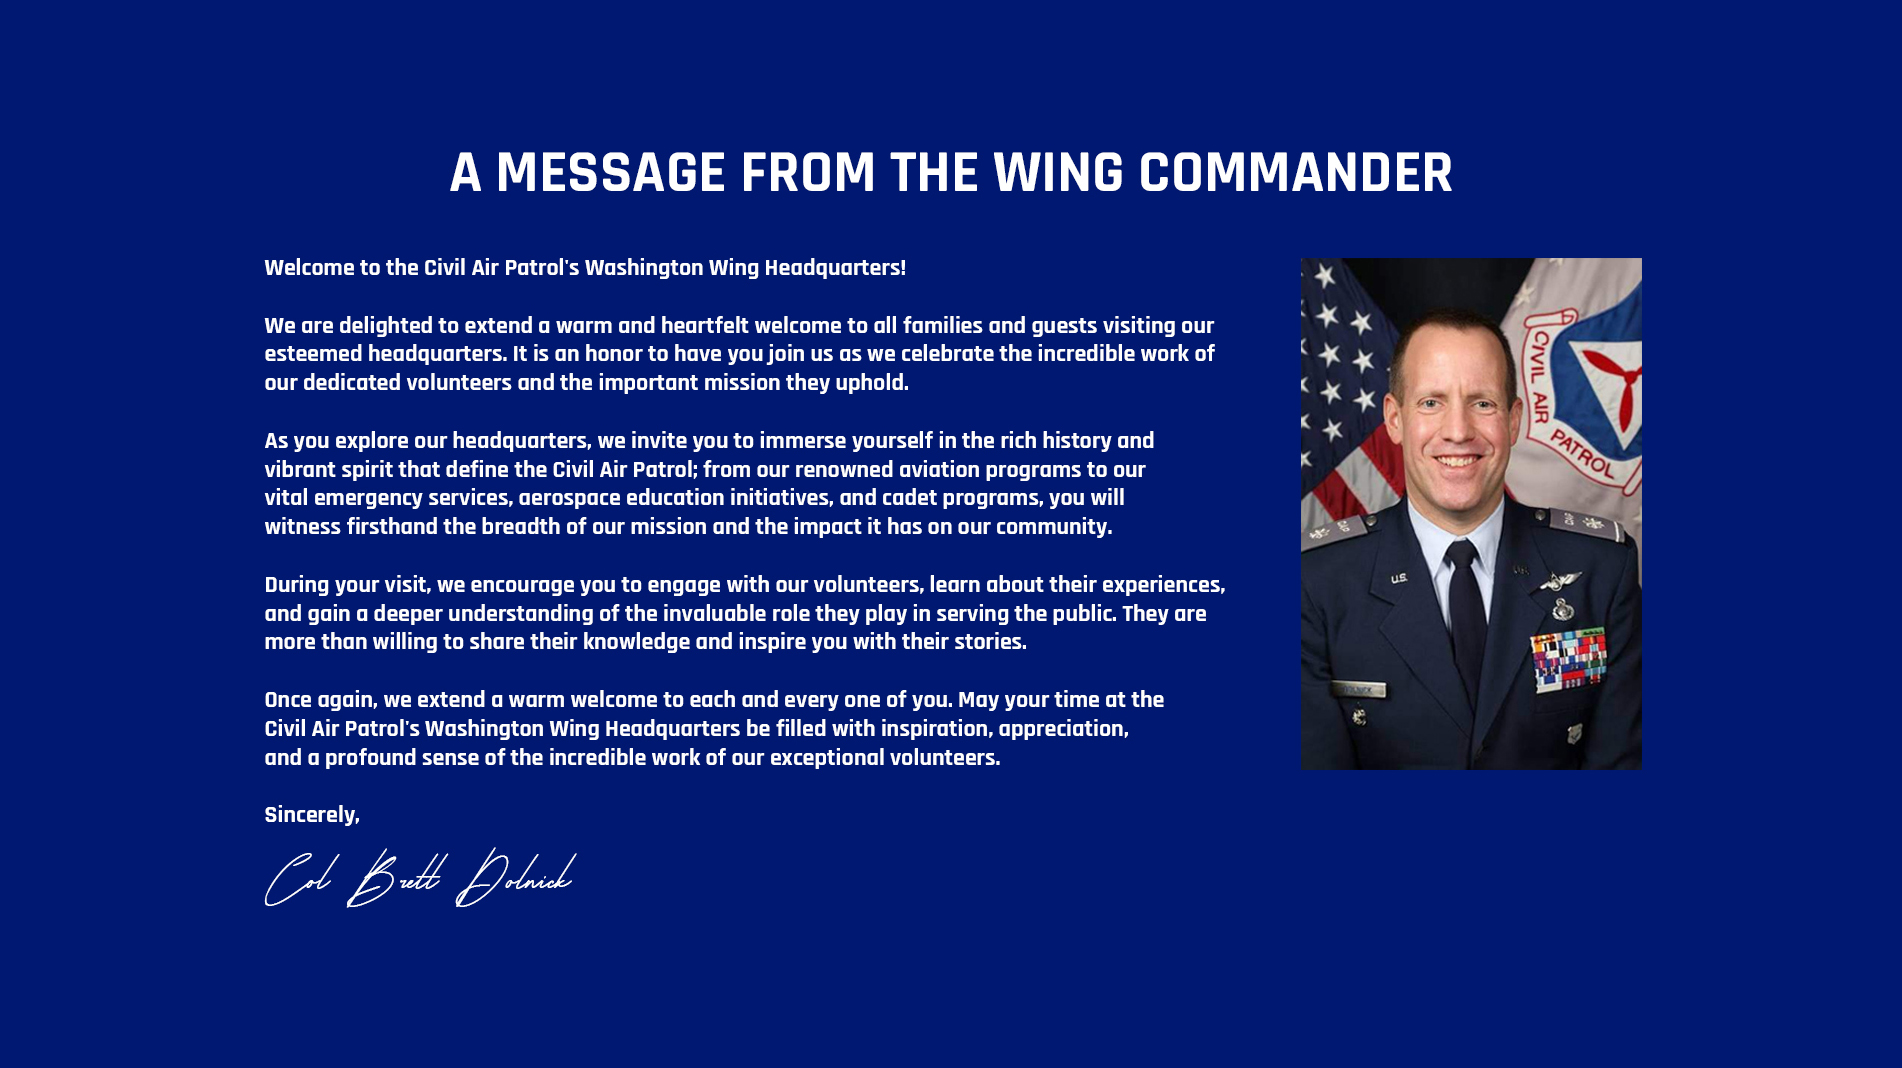 A MESSAGE FROM THE WING COMMANDER
Welcome to the Civil Air Patrol's Washington Wing Headquarters!
We are delighted to extend a warm and heartfelt welcome to all families and guests visiting our
esteemed headquarters. It is an honor to have you join us as we celebrate the incredible work of
our dedicated volunteers and the important mission they uphold.
As you explore our headquarters, we invite you to immerse yourself in the rich history and
vibrant spirit that define the Civil Air Patrol; from our renowned aviation programs to our
vital emergency services, aerospace education initiatives, and cadet programs, you will
witness firsthand the breadth of our mission and the impact it has on our community.
During your visit, we encourage you to engage with our volunteers, learn about their experiences,
and gain a deeper understanding of the invaluable role they play in serving the public. They are
more than willing to share their knowledge and inspire you with their stories.
Once again, we extend a warm welcome to each and every one of you. May your time at the
Civil Air Patrol's Washington Wing Headquarters be filled with inspiration, appreciation,
and a profound sense of the incredible work of our exceptional volunteers.
Sincerely,
Col Brett Dolnick
CIVIL AIR PATROL
CAP
CAP
U.S.